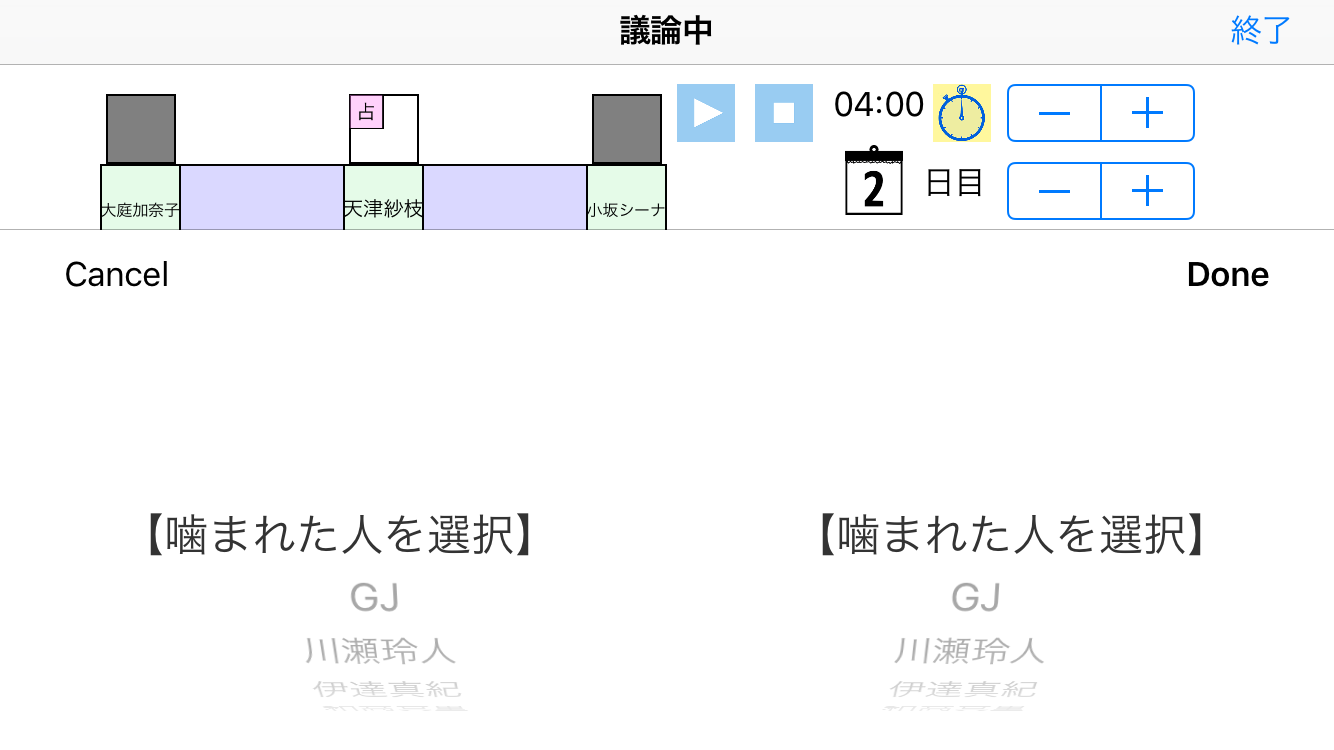 議論中
終了
占
04:00
大庭加奈子
天津紗枝
小坂シーナ
2
日目
Cancel
Done
【噛まれた人を選択】
【噛まれた人を選択】
GJ
GJ
川瀬玲人
川瀬玲人
伊達真紀
伊達真紀